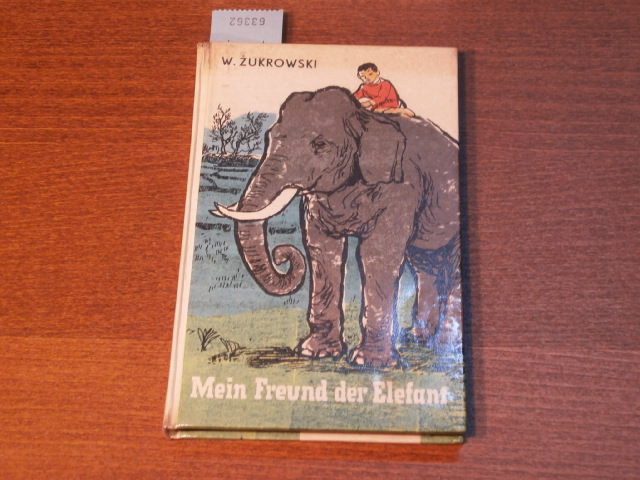 63362
W. ŻUKROWSKI
Mein Freund der Elefant